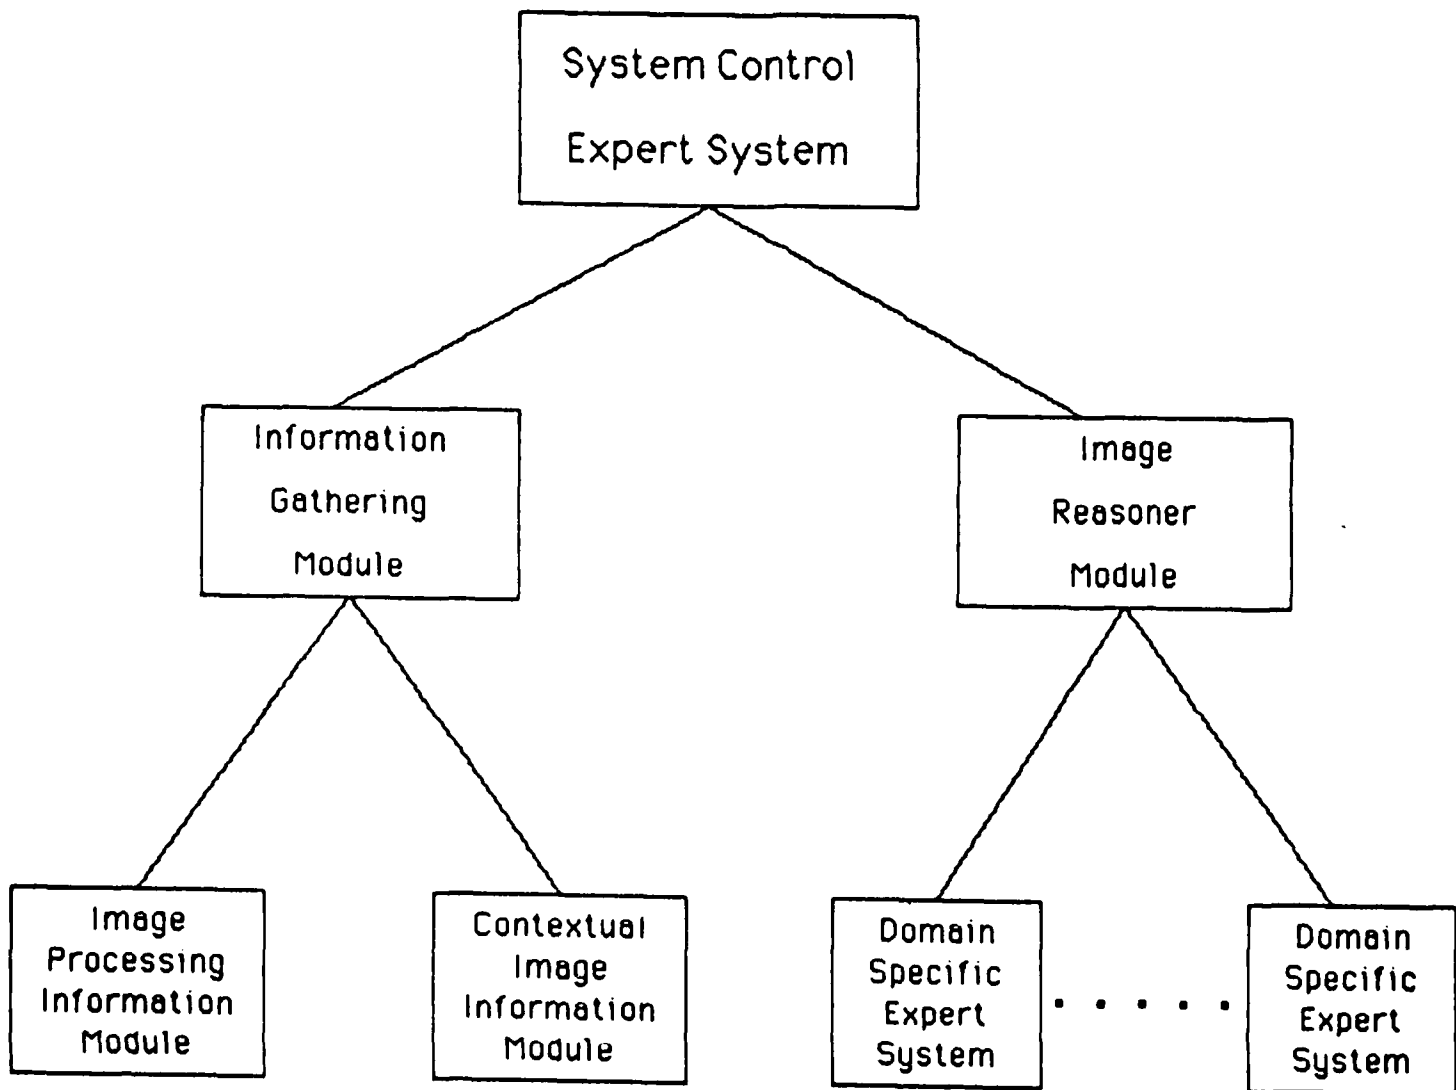 System Control
Expert System
Information
Gathering
Module
Image
Reasoner
Module
Image
Processing
Information
Module
Contextual
Image
Information
Module
Domain
Specific
Expert
System
Domain
Specific
Expert
System